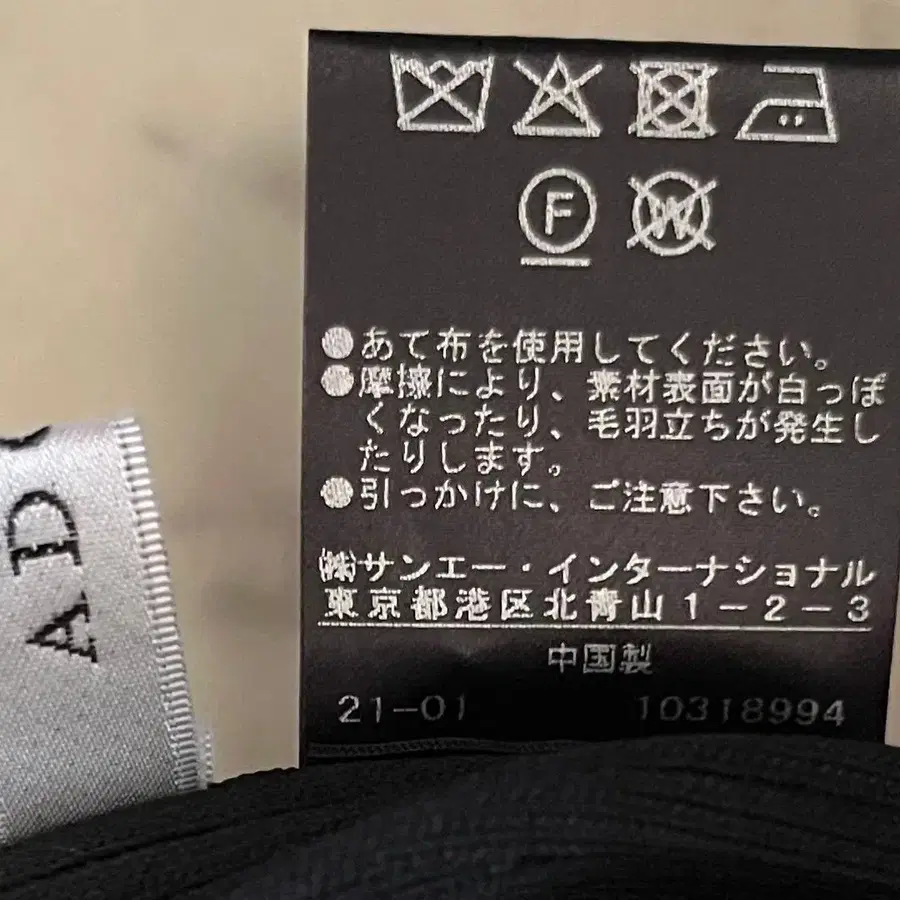 F W
●あて布を使用してください。
●摩擦により、素材表面が白っぽ
くなったり、毛羽立ちが発生し
たりします。
●引っかけに、ご注意下さい。
㈱サンエー・インターナショナル
東京都港区北青山1-2-3
中国製
21-01 10318994
AD